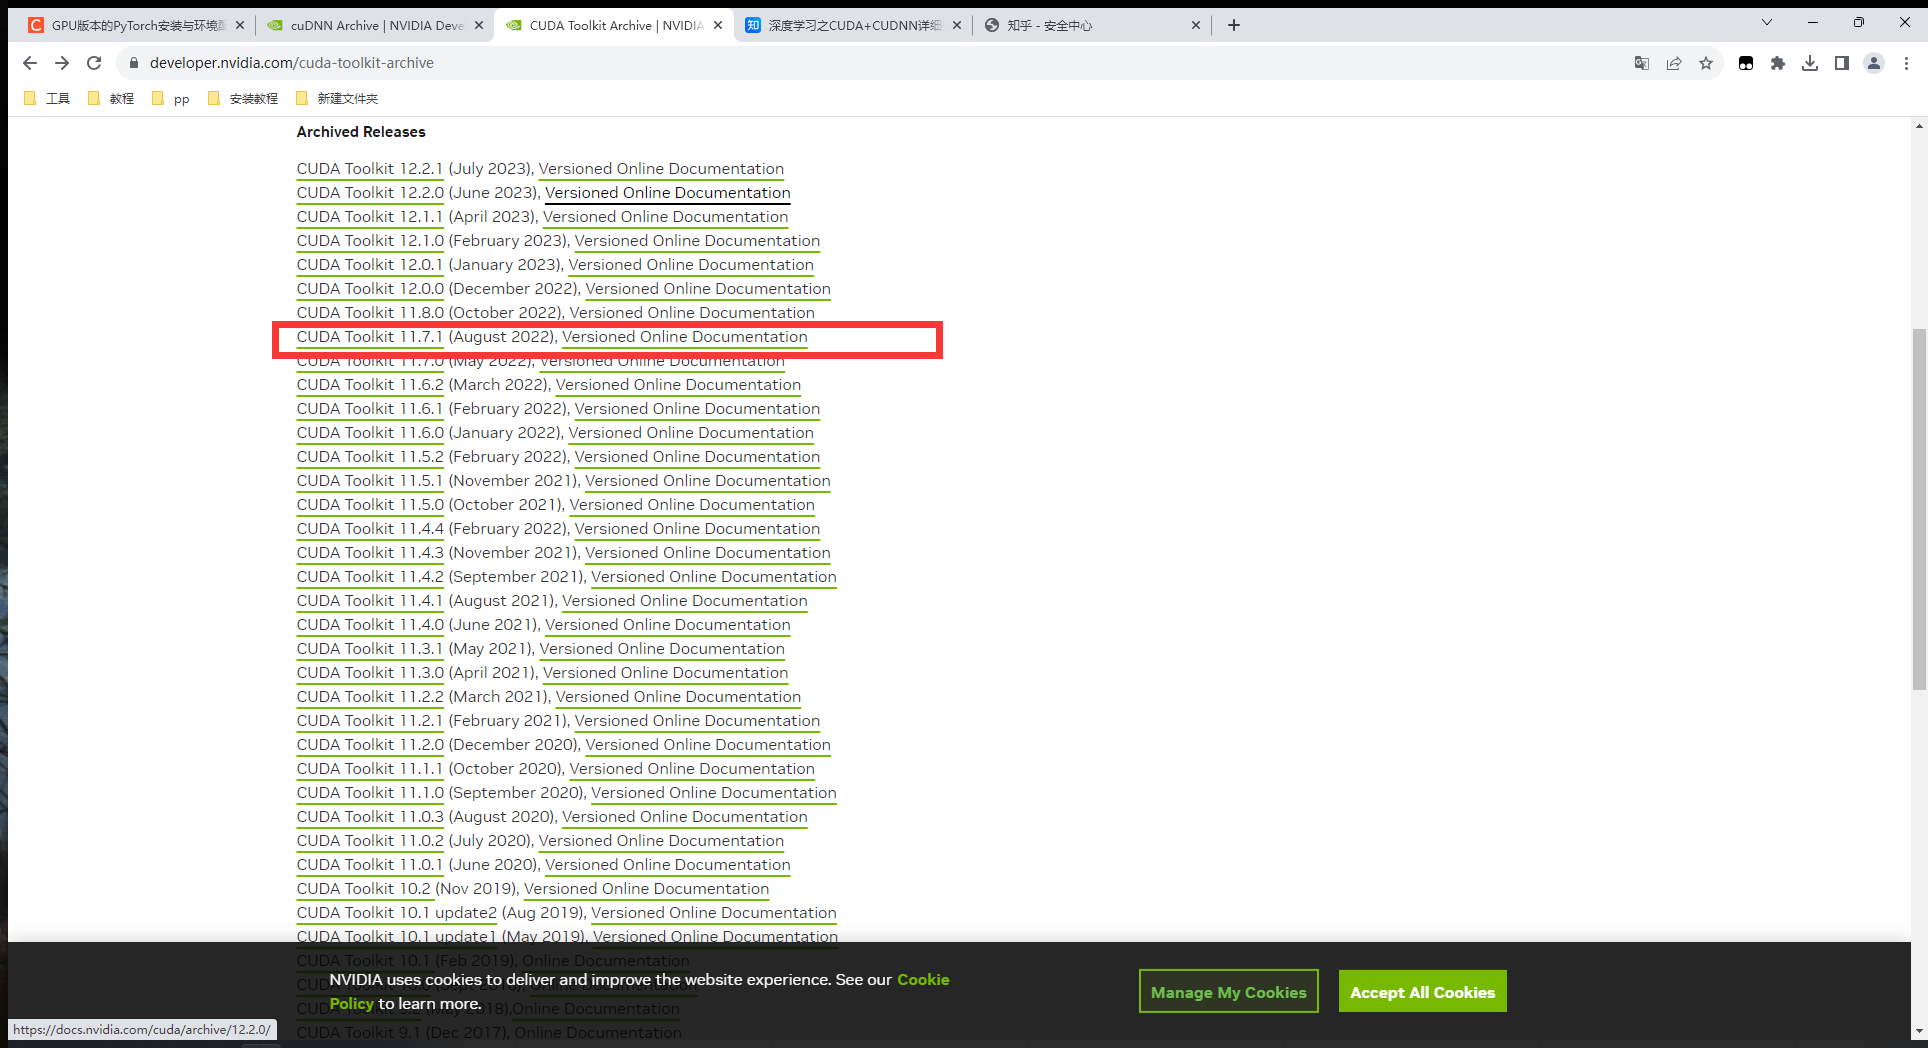 GPU版本的PyTorch安装与环境配
cuDNN Archive | NVIDIA Deve
CUDA Toolkit Archive | NVIDIA
知 深度学习之CUDA+CUDNN详细
知乎 - 安全中心
developer.nvidia.com/cuda-toolkit-archive
工具 教程 pp 安装教程 新建文件夹
Archived Releases
CUDA Toolkit 12.2.1 (July 2023), Versioned Online Documentation
CUDA Toolkit 12.2.0 (June 2023), Versioned Online Documentation
CUDA Toolkit 12.1.1 (April 2023), Versioned Online Documentation
CUDA Toolkit 12.1.0 (February 2023), Versioned Online Documentation
CUDA Toolkit 12.0.1 (January 2023), Versioned Online Documentation
CUDA Toolkit 12.0.0 (December 2022), Versioned Online Documentation
CUDA Toolkit 11.8.0 (October 2022), Versioned Online Documentation
CUDA Toolkit 11.7.1 (August 2022), Versioned Online Documentation
CUDA Toolkit 11.7.0 (May 2022), Versioned Online Documentation
CUDA Toolkit 11.6.2 (March 2022), Versioned Online Documentation
CUDA Toolkit 11.6.1 (February 2022), Versioned Online Documentation
CUDA Toolkit 11.6.0 (January 2022), Versioned Online Documentation
CUDA Toolkit 11.5.2 (February 2022), Versioned Online Documentation
CUDA Toolkit 11.5.1 (November 2021), Versioned Online Documentation
CUDA Toolkit 11.5.0 (October 2021), Versioned Online Documentation
CUDA Toolkit 11.4.4 (February 2022), Versioned Online Documentation
CUDA Toolkit 11.4.3 (November 2021), Versioned Online Documentation
CUDA Toolkit 11.4.2 (September 2021), Versioned Online Documentation
CUDA Toolkit 11.4.1 (August 2021), Versioned Online Documentation
CUDA Toolkit 11.4.0 (June 2021), Versioned Online Documentation
CUDA Toolkit 11.3.1 (May 2021), Versioned Online Documentation
CUDA Toolkit 11.3.0 (April 2021), Versioned Online Documentation
CUDA Toolkit 11.2.2 (March 2021), Versioned Online Documentation
CUDA Toolkit 11.2.1 (February 2021), Versioned Online Documentation
CUDA Toolkit 11.2.0 (December 2020), Versioned Online Documentation
CUDA Toolkit 11.1.1 (October 2020), Versioned Online Documentation
CUDA Toolkit 11.1.0 (September 2020), Versioned Online Documentation
CUDA Toolkit 11.0.3 (August 2020), Versioned Online Documentation
CUDA Toolkit 11.0.2 (July 2020), Versioned Online Documentation
CUDA Toolkit 11.0.1 (June 2020), Versioned Online Documentation
CUDA Toolkit 10.2 (Nov 2019), Versioned Online Documentation
CUDA Toolkit 10.1 update2 (Aug 2019), Versioned Online Documentation
CUDA Toolkit 10.1 update1 (May 2019), Versioned Online Documentation
CUDA Toolkit 10.1 (Feb 2019), Online Documentation
NVIDIA uses cookies to deliver and improve the website experience. See our Cookie
Policy to learn more.
Manage My Cookies
Accept All Cookies
2018),Online Documentation
CUDA Toolkit 9.1 (Dec 2017), Online Documentation
https://docs.nvidia.com/cuda/archive/12.2.0/